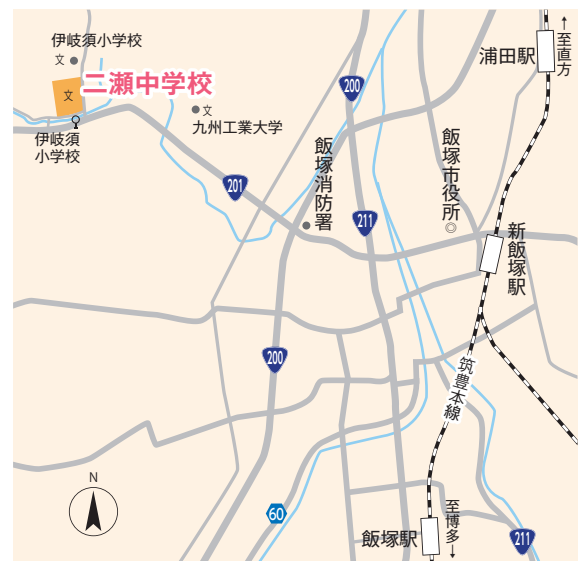 伊岐須小学校
文
二瀬中学校
文
伊岐須
小学校
文
九州工業大学
201
200
飯塚消防署
211
飯塚市役所
浦田駅
↑至直方
新飯塚駅
200
筑豊本線
N
60
飯塚駅
至博多↓
211